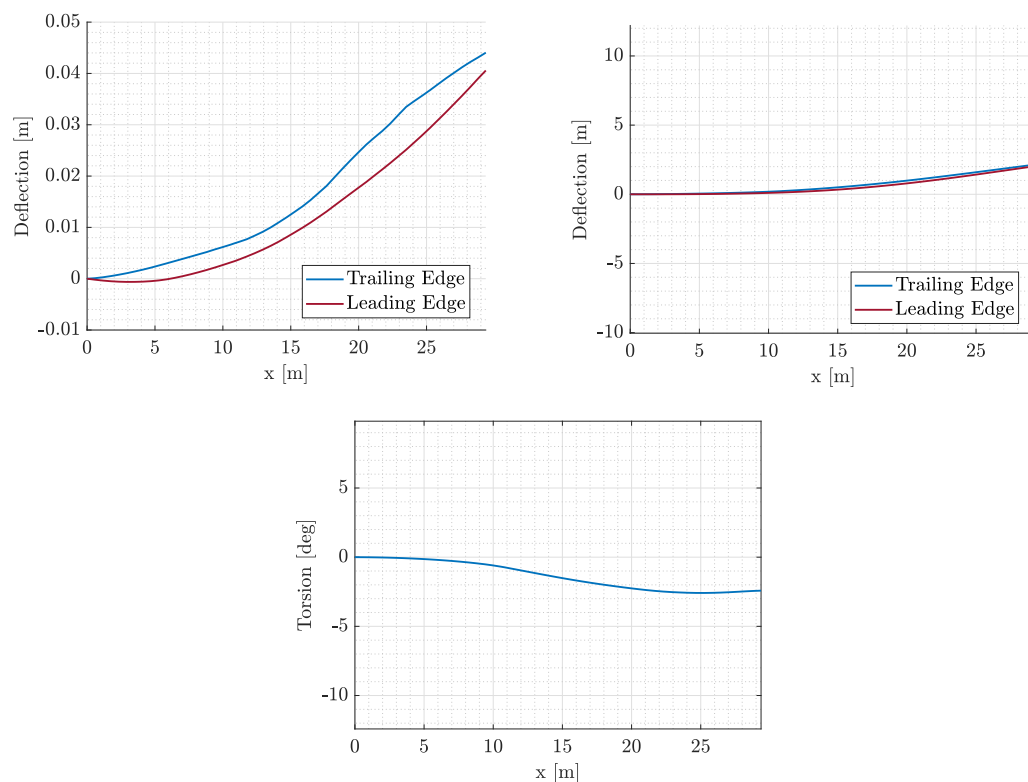 0.05
0.04
0.03
0.02
0.01
0
-0.01
Deflection [m]
0 5 10 15 20 25
x [m]
Trailing Edge
Leading Edge
10
5
0
-5
-10
Deflection [m]
0 5 10 15 20 25
x [m]
Trailing Edge
Leading Edge
5
0
-5
-10
Torsion [deg]
0 5 10 15 20 25
x [m]